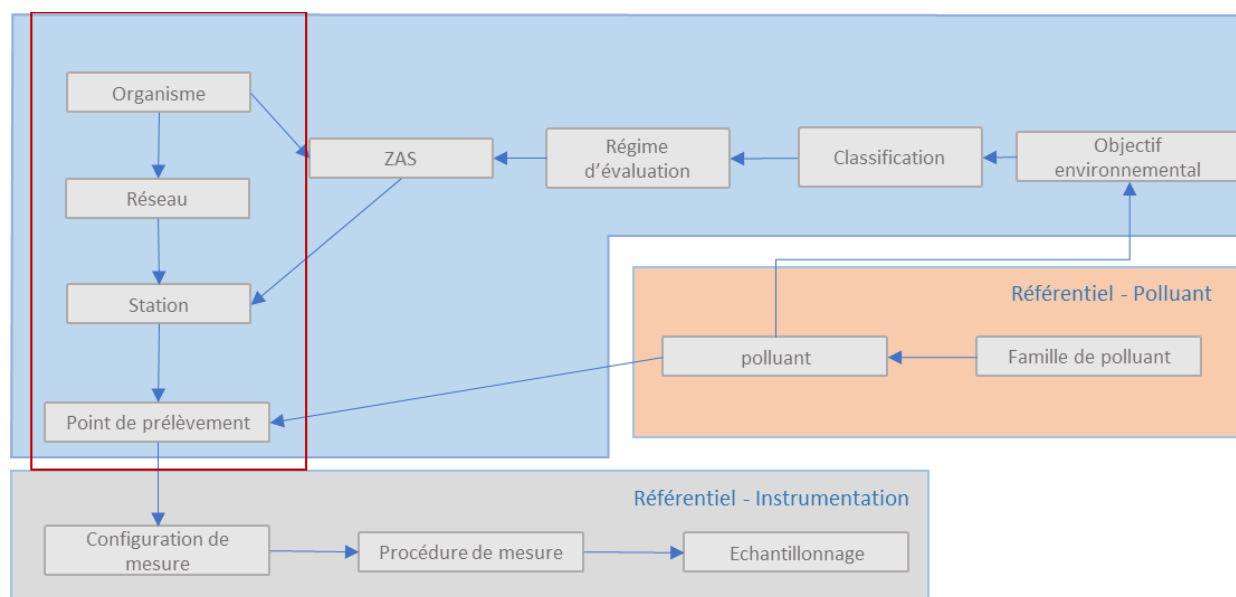 Organisme
ZAS
Régime
d'évaluation
Classification
Objectif
environnemental
Réseau
Station
Référentiel - Polluant
polluant
Famille de polluant
Point de prélèvement
Référentiel - Instrumentation
Configuration de
mesure
Procédure de mesure
Echantillonnage